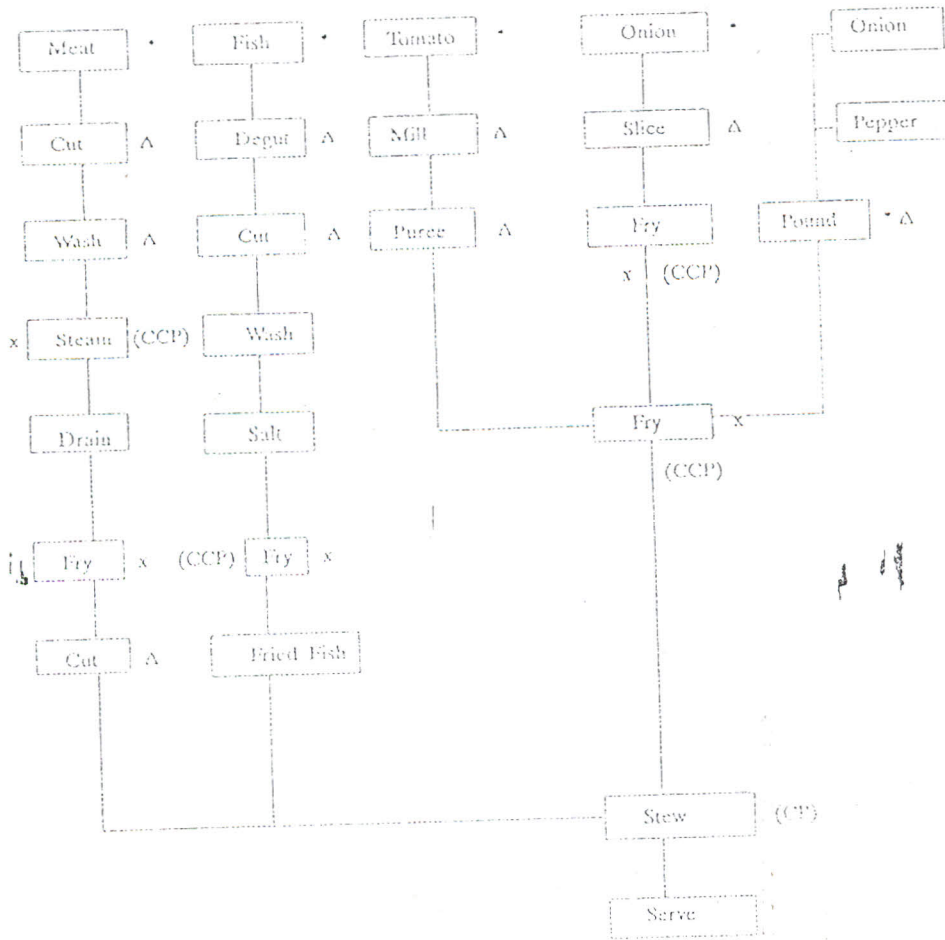 Meat • Fish • Tomato • Onion • Onion
Cut Δ Degut Δ Mill Δ Slice Δ Pepper
Wash Δ Cut Δ Puree Δ Fry Pound • Δ
x (CCP)
x Steam (CCP) Wash
Drain Salt Fry x
(CCP)
Fry x (CCP) Fry x
Cut Δ Fried Fish
Stew (CP)
Serve